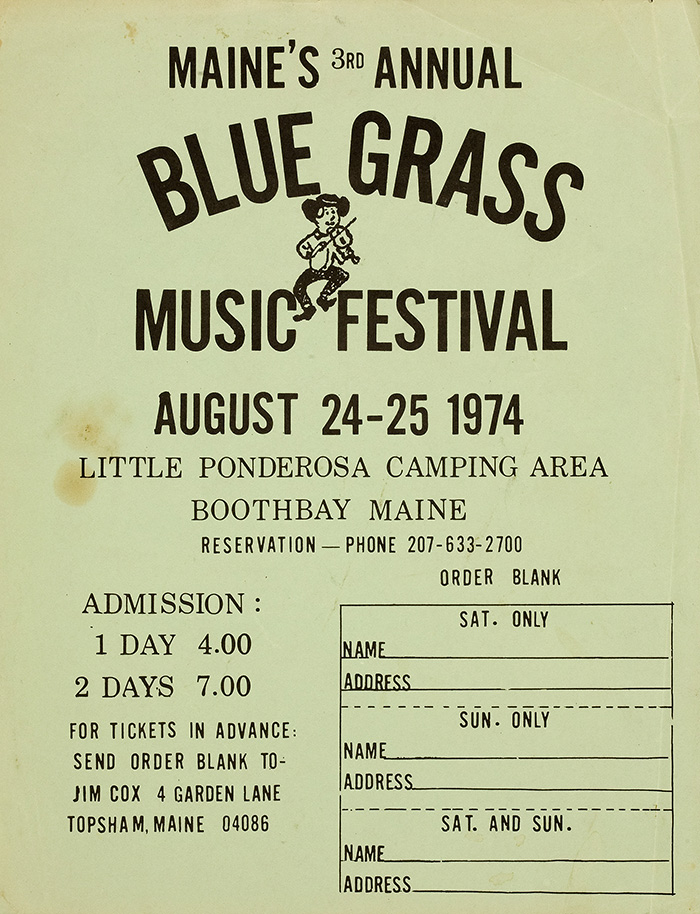 MAINE'S 3RD ANNUAL
BLUE GRASS
MUSIC FESTIVAL
AUGUST 24-25 1974
LITTLE PONDEROSA CAMPING AREA
BOOTHBAY MAINE
RESERVATION — PHONE 207-633-2700
ADMISSION :
1 DAY 4.00
2 DAYS 7.00
FOR TICKETS IN ADVANCE:
SEND ORDER BLANK TO-
JIM COX 4 GARDEN LANE
TOPSHAM, MAINE 04086
ORDER BLANK
SAT. ONLY
NAME
ADDRESS
SUN. ONLY
NAME
ADDRESS
SAT. AND SUN.
NAME
ADDRESS